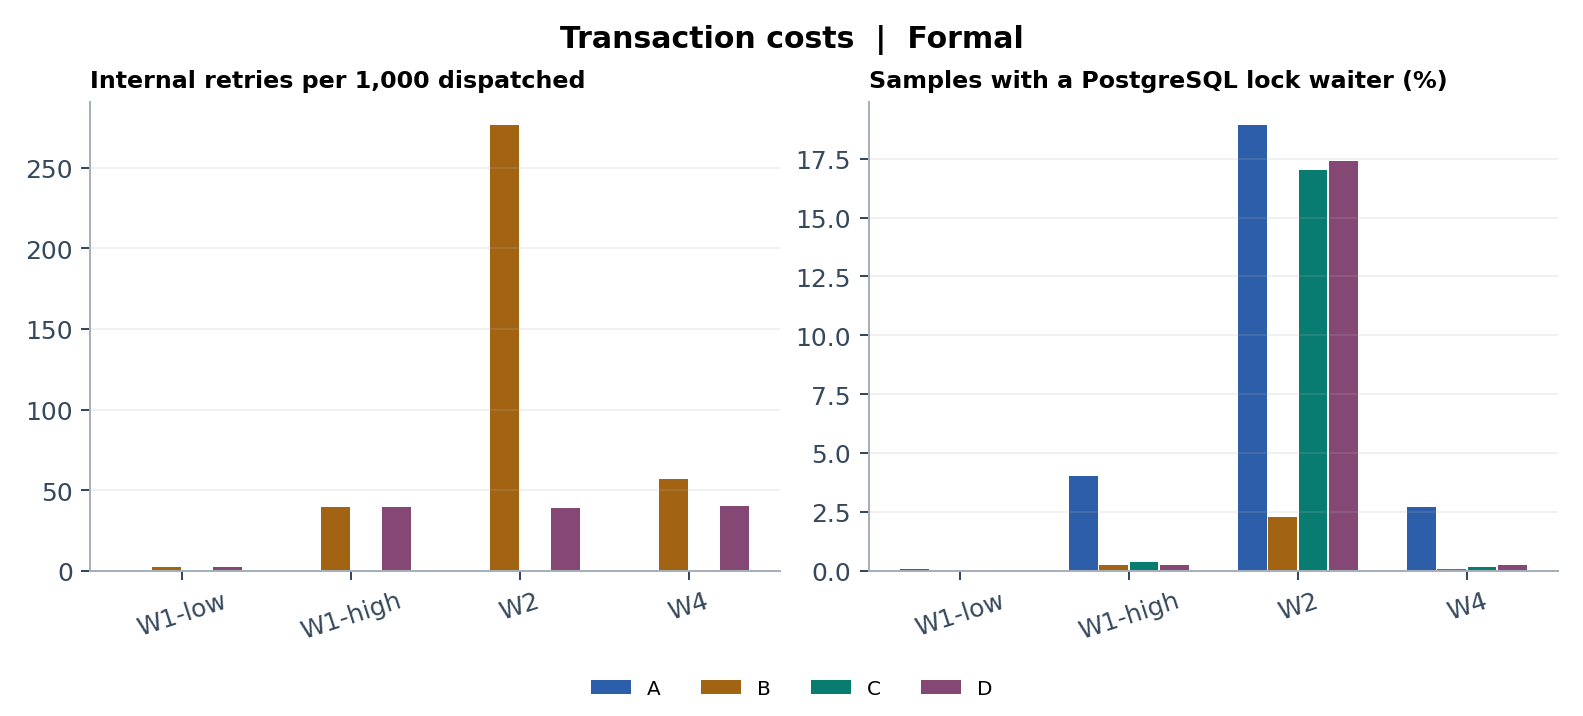 Transaction costs | Formal
Internal retries per 1,000 dispatched
250
200
150
100
50
0
W1-low
W1-high
W2
W4
Samples with a PostgreSQL lock waiter (%)
17.5
15.0
12.5
10.0
7.5
5.0
2.5
0.0
W1-low
W1-high
W2
W4
A
B
C
D